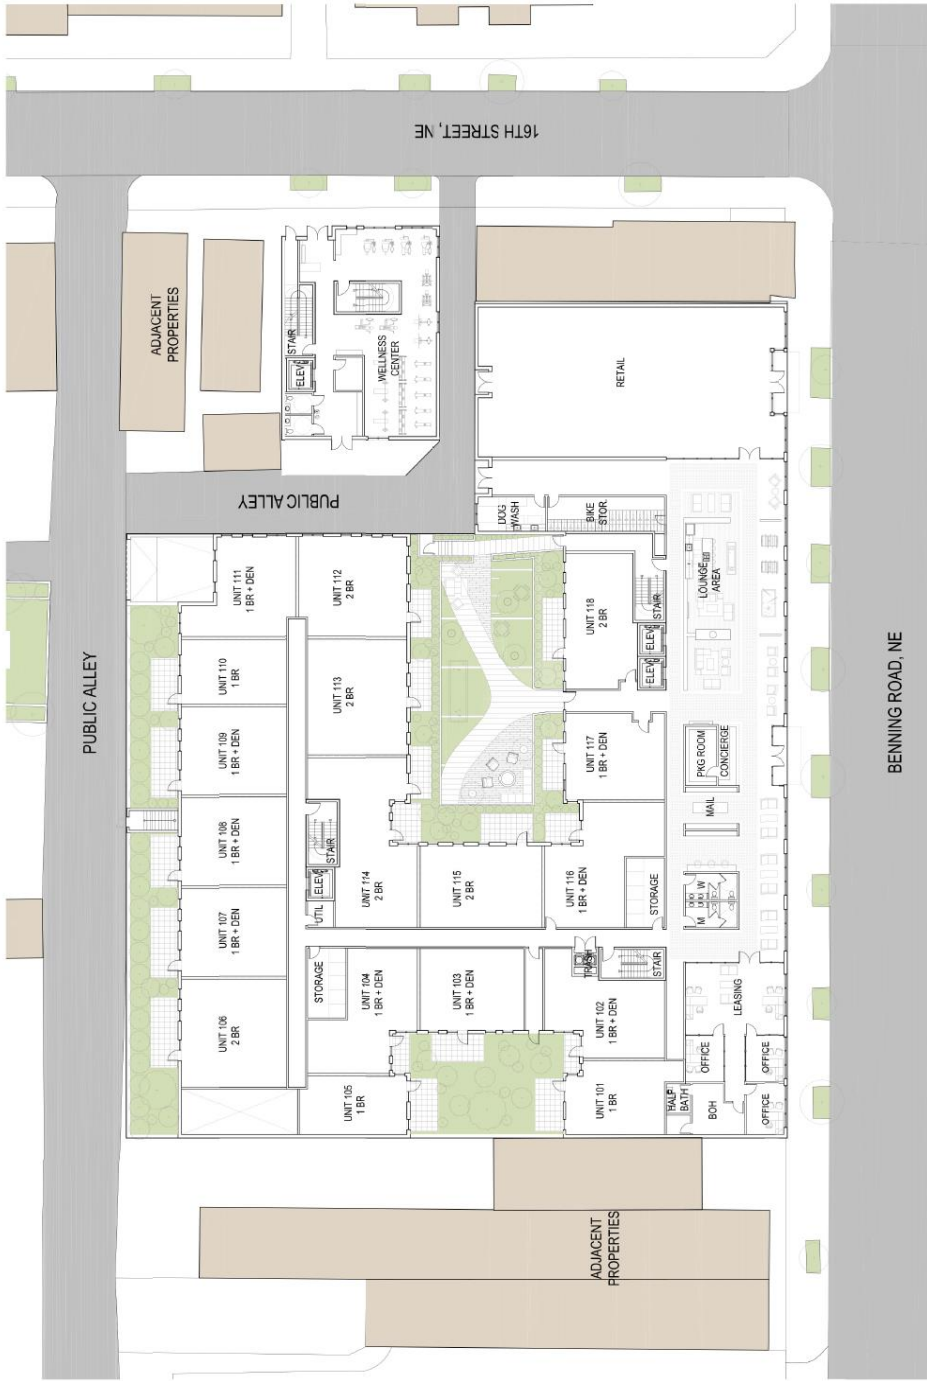 16TH STREET, NE
ADJACENT
PROPERTIES
STAIR
ELEV
WELLNESS
CENTER
RETAIL
PUBLIC ALLEY
DOG
WASH
BIKE
STOR.
UNIT 111
1 BR + DEN
UNIT 112
2 BR
UNIT 118
2 BR
STAIR
ELEV
ELEV
LOUNGE
AREA
PUBLIC ALLEY
UNIT 110
1 BR
UNIT 113
2 BR
BENNING ROAD, NE
UNIT 109
1 BR + DEN
UNIT 117
1 BR + DEN
PKG ROOM
CONCIERGE
MAIL
UNIT 108
1 BR + DEN
STAIR
ELEV
UTIL
UNIT 114
2 BR
UNIT 115
2 BR
UNIT 116
1 BR + DEN
STORAGE
M
W
UNIT 107
1 BR + DEN
UNIT 106
2 BR
STORAGE
UNIT 104
1 BR + DEN
UNIT 103
1 BR + DEN
TRASH
STAIR
UNIT 102
1 BR + DEN
LEASING
OFFICE
OFFICE
UNIT 105
1 BR
UNIT 101
1 BR
HALF
BATH
BOH
OFFICE
ADJACENT
PROPERTIES